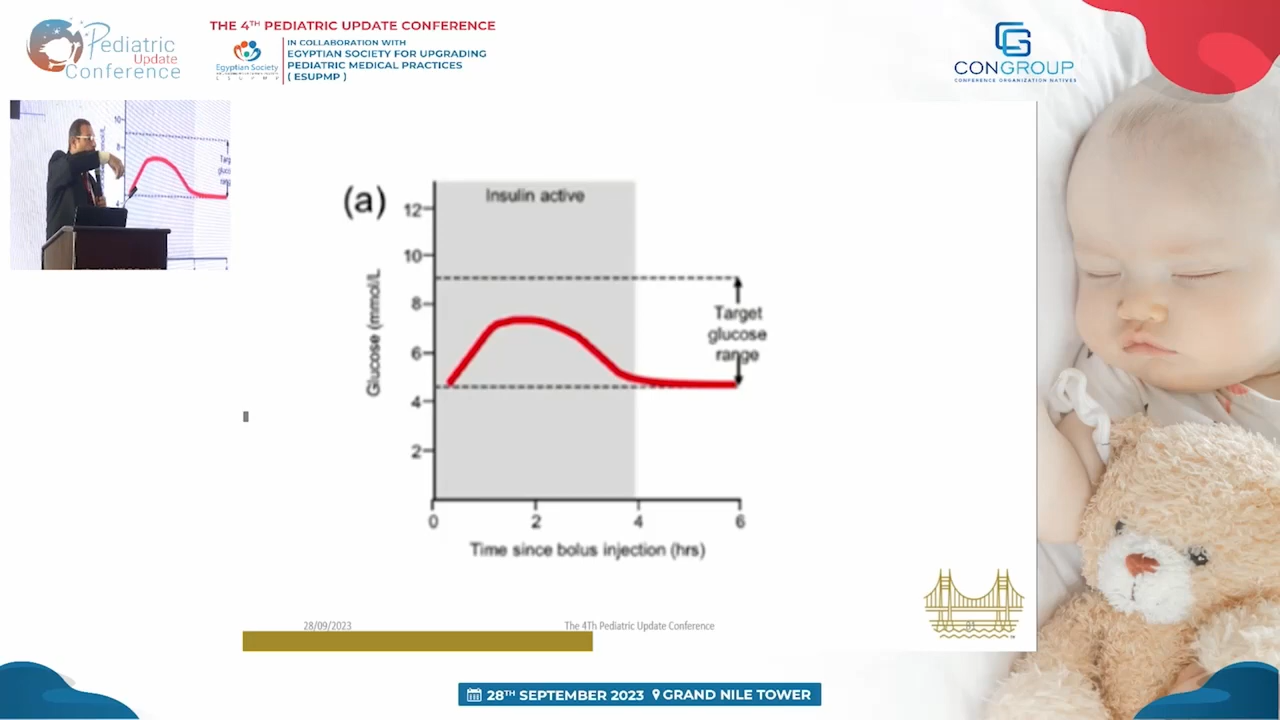 Pediatric
Update
Conference
THE 4TH PEDIATRIC UPDATE CONFERENCE
Egyptian Society
IN COLLABORATION WITH
EGYPTIAN SOCIETY FOR UPGRADING
PEDIATRIC MEDICAL PRACTICES
( ESUPMP )
CONGROUP
CONFERENCE ORGANIZATION NATIVES
(a)
Insulin active
12
10
8
6
4
2
Glucose (mmol/L
Target
glucose
range
0 2 4 6
Time since bolus injection (hrs)
28/09/2023
The 4Th Pediatric Update Conference
28TH SEPTEMBER 2023 GRAND NILE TOWER